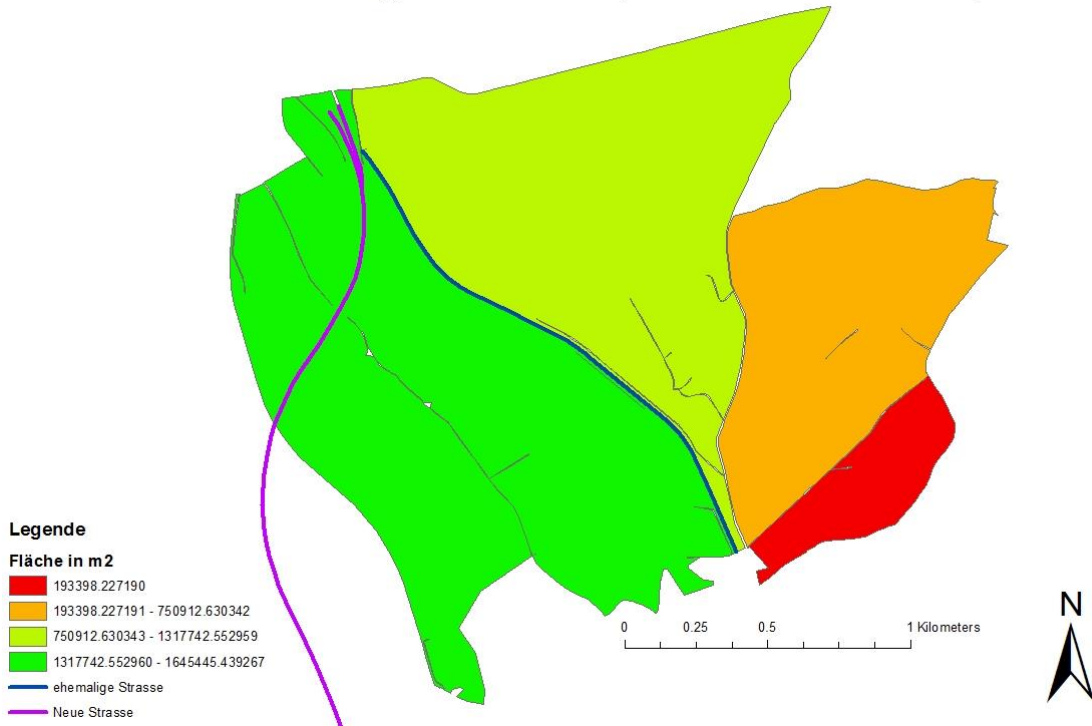 Legende
Fläche in m2
193398.227190
193398.227191 - 750912.630342
750912.630343 - 1317742.552959
1317742.552960 - 1645445.439267
ehemalige Strasse
Neue Strasse
0 0.25 0.5 1 Kilometers
N